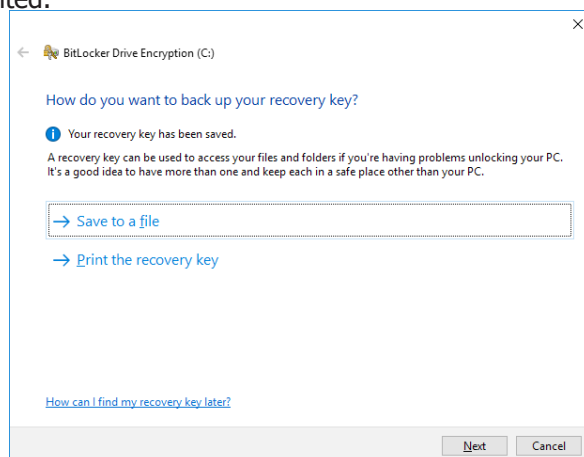 BitLocker Drive Encryption (C:)
How do you want to back up your recovery key?
Your recovery key has been saved.
A recovery key can be used to access your files and folders if you're having problems unlocking your PC.
It's a good idea to have more than one and keep each in a safe place other than your PC.
Save to a file
Print the recovery key
How can I find my recovery key later?
Next Cancel